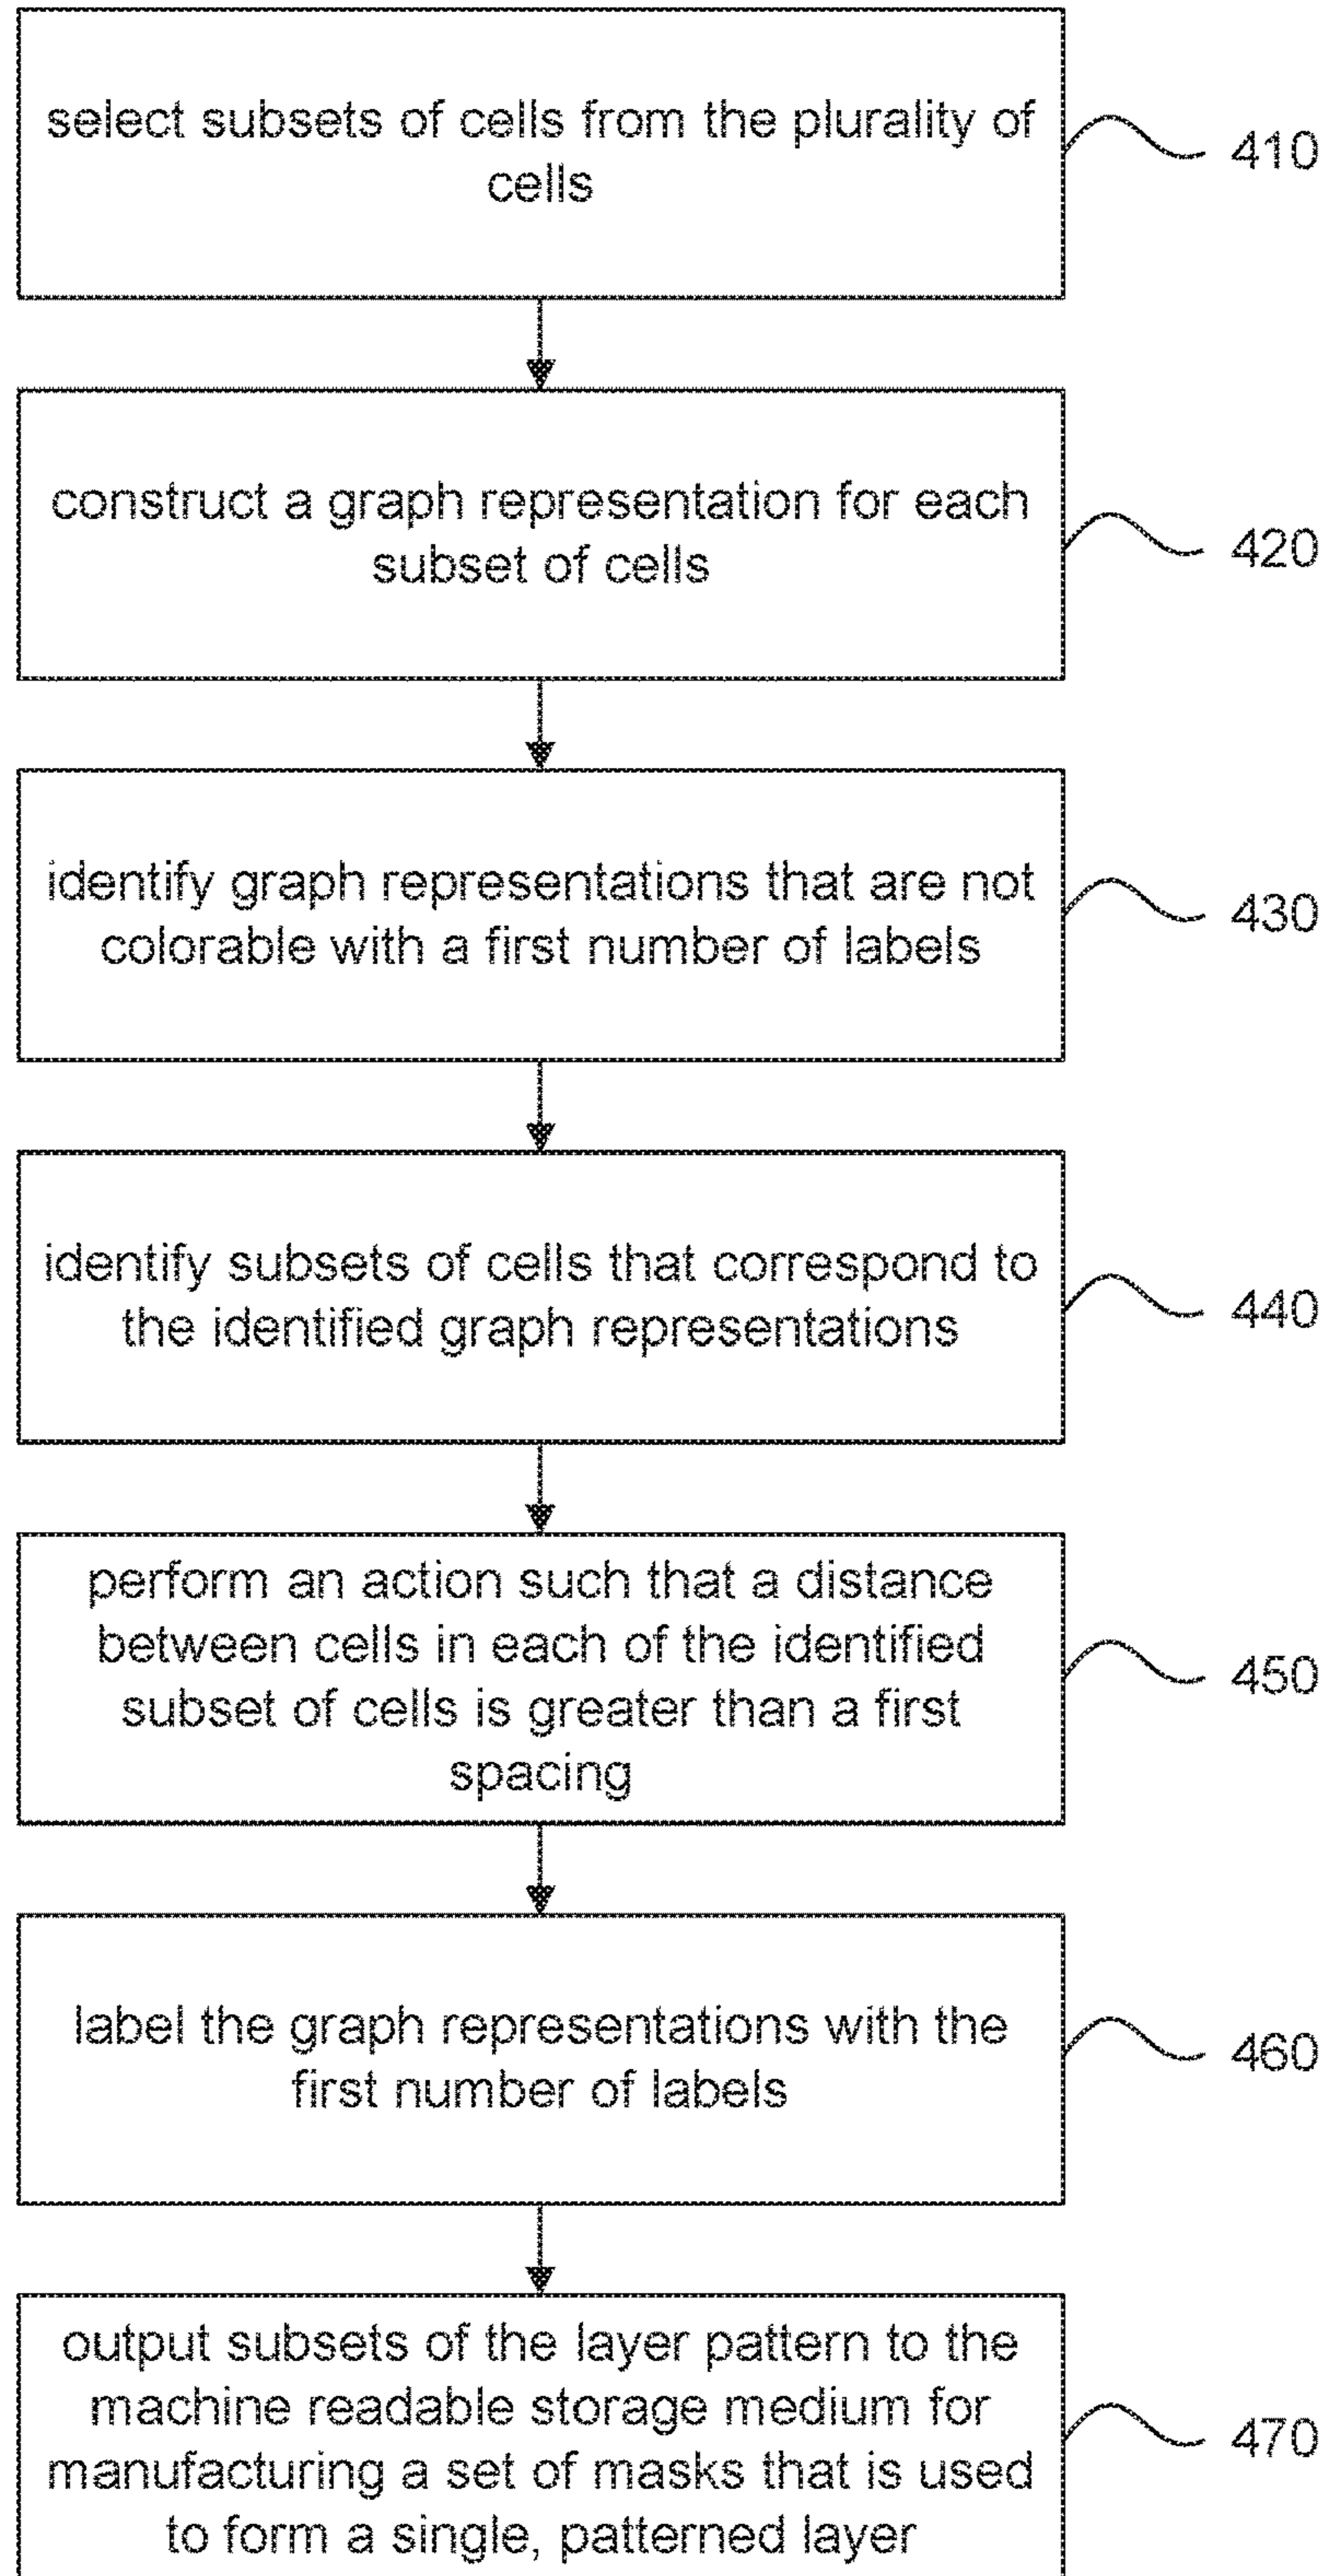 select subsets of cells from the plurality of
cells
410
construct a graph representation for each
subset of cells
420
identify graph representations that are not
colorable with a first number of labels
430
identify subsets of cells that correspond to
the identified graph representations
440
perform an action such that a distance
between cells in each of the identified
subset of cells is greater than a first
spacing
450
label the graph representations with the
first number of labels
460
output subsets of the layer pattern to the
machine readable storage medium for
manufacturing a set of masks that is used
to form a single, patterned layer
470